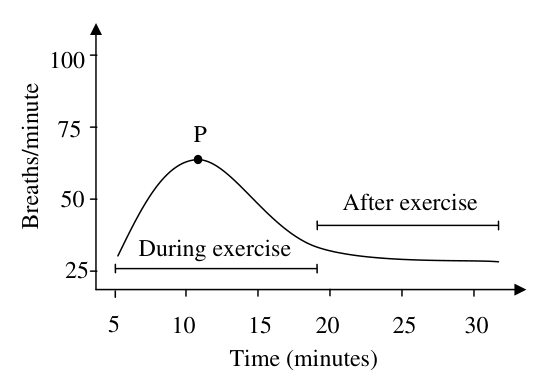 100
Breaths/minute
75
P
50
After exercise
During exercise
25
5 10 15 20 25 30
Time (minutes)